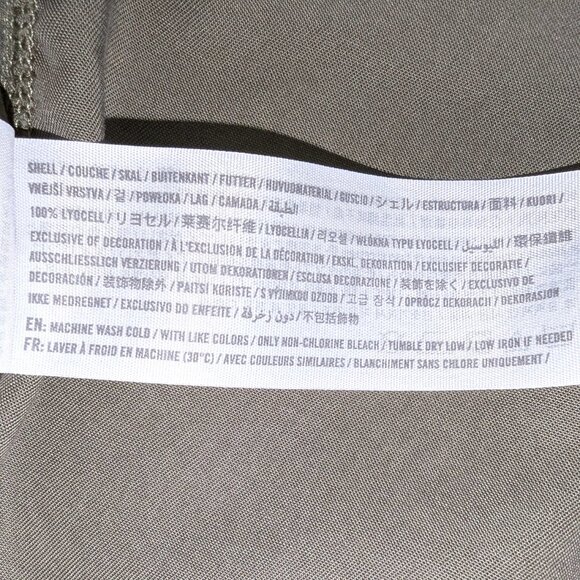 SHELL / COUCHE / SKAL / BUITENKANT / FUTTER / HUVUDMATERIAL / GUSCIO / シェル / ESTRUCTURA / 面料 / KUORI /
VNĚJŠÍ VRSTVA / 겉 / POWŁOKA / LAG / CAMADA / الطبقة /
100% LYOCELL / リヨセル / 莱赛尔纤维 / LYOCELLIA / 리오셀 / WŁÓKNA TYPU LYOCELL / الليوسيل / 環保纖維
EXCLUSIVE OF DECORATION / À L'EXCLUSION DE LA DÉCORATION / EKSKL. DEKORATION / EXCLUSIEF DECORATIE /
AUSSCHLIESSLICH VERZIERUNG / UTOM DEKORATIONEN / ESCLUSA DECORAZIONE / 装飾を除く / EXCLUSIVO DE
DECORACIÓN / 装饰物除外 / PAITSI KORISTE / S VÝJIMKOU OZDOB / 고급 장식 / OPRÓCZ DEKORACJI / DEKORASJON
IKKE MEDREGNET / EXCLUSIVO DO ENFEITE / دون زخرفة / 不包括飾物
EN: MACHINE WASH COLD / WITH LIKE COLORS / ONLY NON-CHLORINE BLEACH / TUMBLE DRY LOW / LOW IRON IF NEEDED
FR: LAVER À FROID EN MACHINE (30°C) / AVEC COULEURS SIMILAIRES / BLANCHIMENT SANS CHLORE UNIQUEMENT /